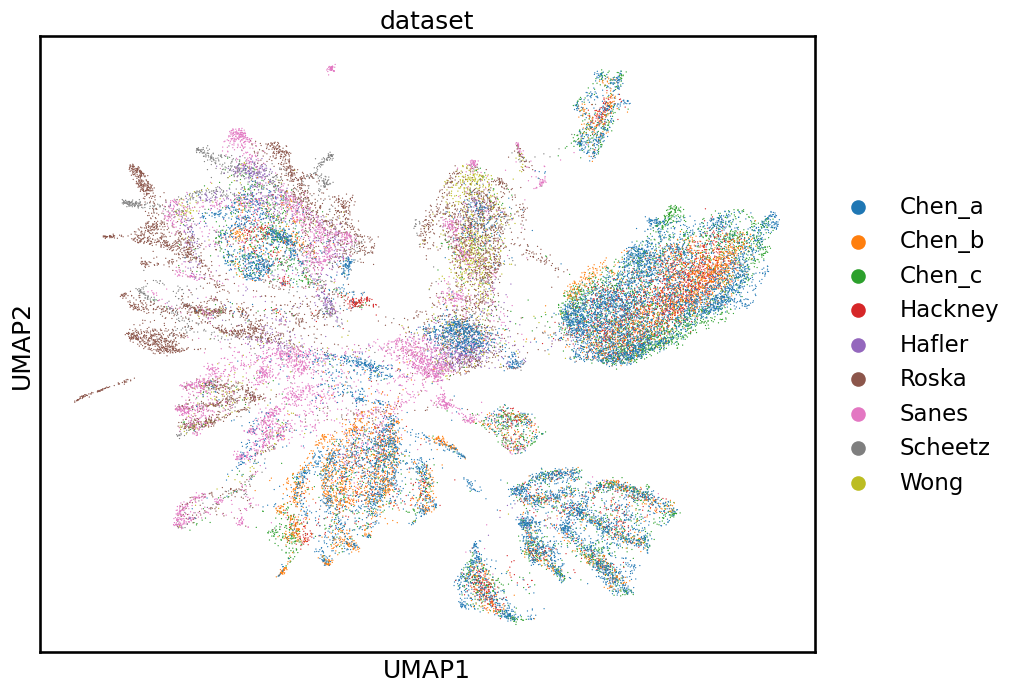 dataset
UMAP2
UMAP1
Chen_a
Chen_b
Chen_c
Hackney
Hafler
Roska
Sanes
Scheetz
Wong